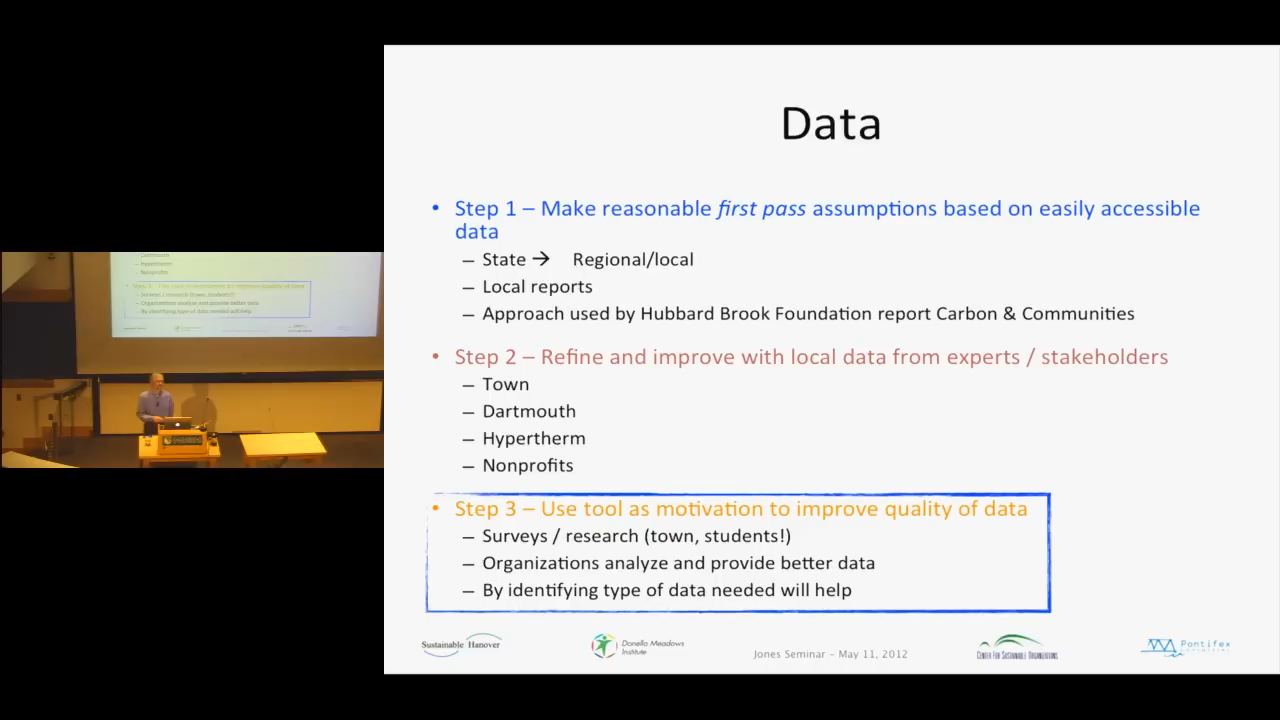 Data
• Step 1 – Make reasonable first pass assumptions based on easily accessible
data
– State → Regional/local
– Local reports
– Approach used by Hubbard Brook Foundation report Carbon & Communities
• Step 2 – Refine and improve with local data from experts / stakeholders
– Town
– Dartmouth
– Hypertherm
– Nonprofits
• Step 3 – Use tool as motivation to improve quality of data
– Surveys / research (town, students!)
– Organizations analyze and provide better data
– By identifying type of data needed will help
Sustainable Hanover
Donella Meadows
Institute
Jones Seminar – May 11, 2012
Center For Sustainable Organizations
Pontifex